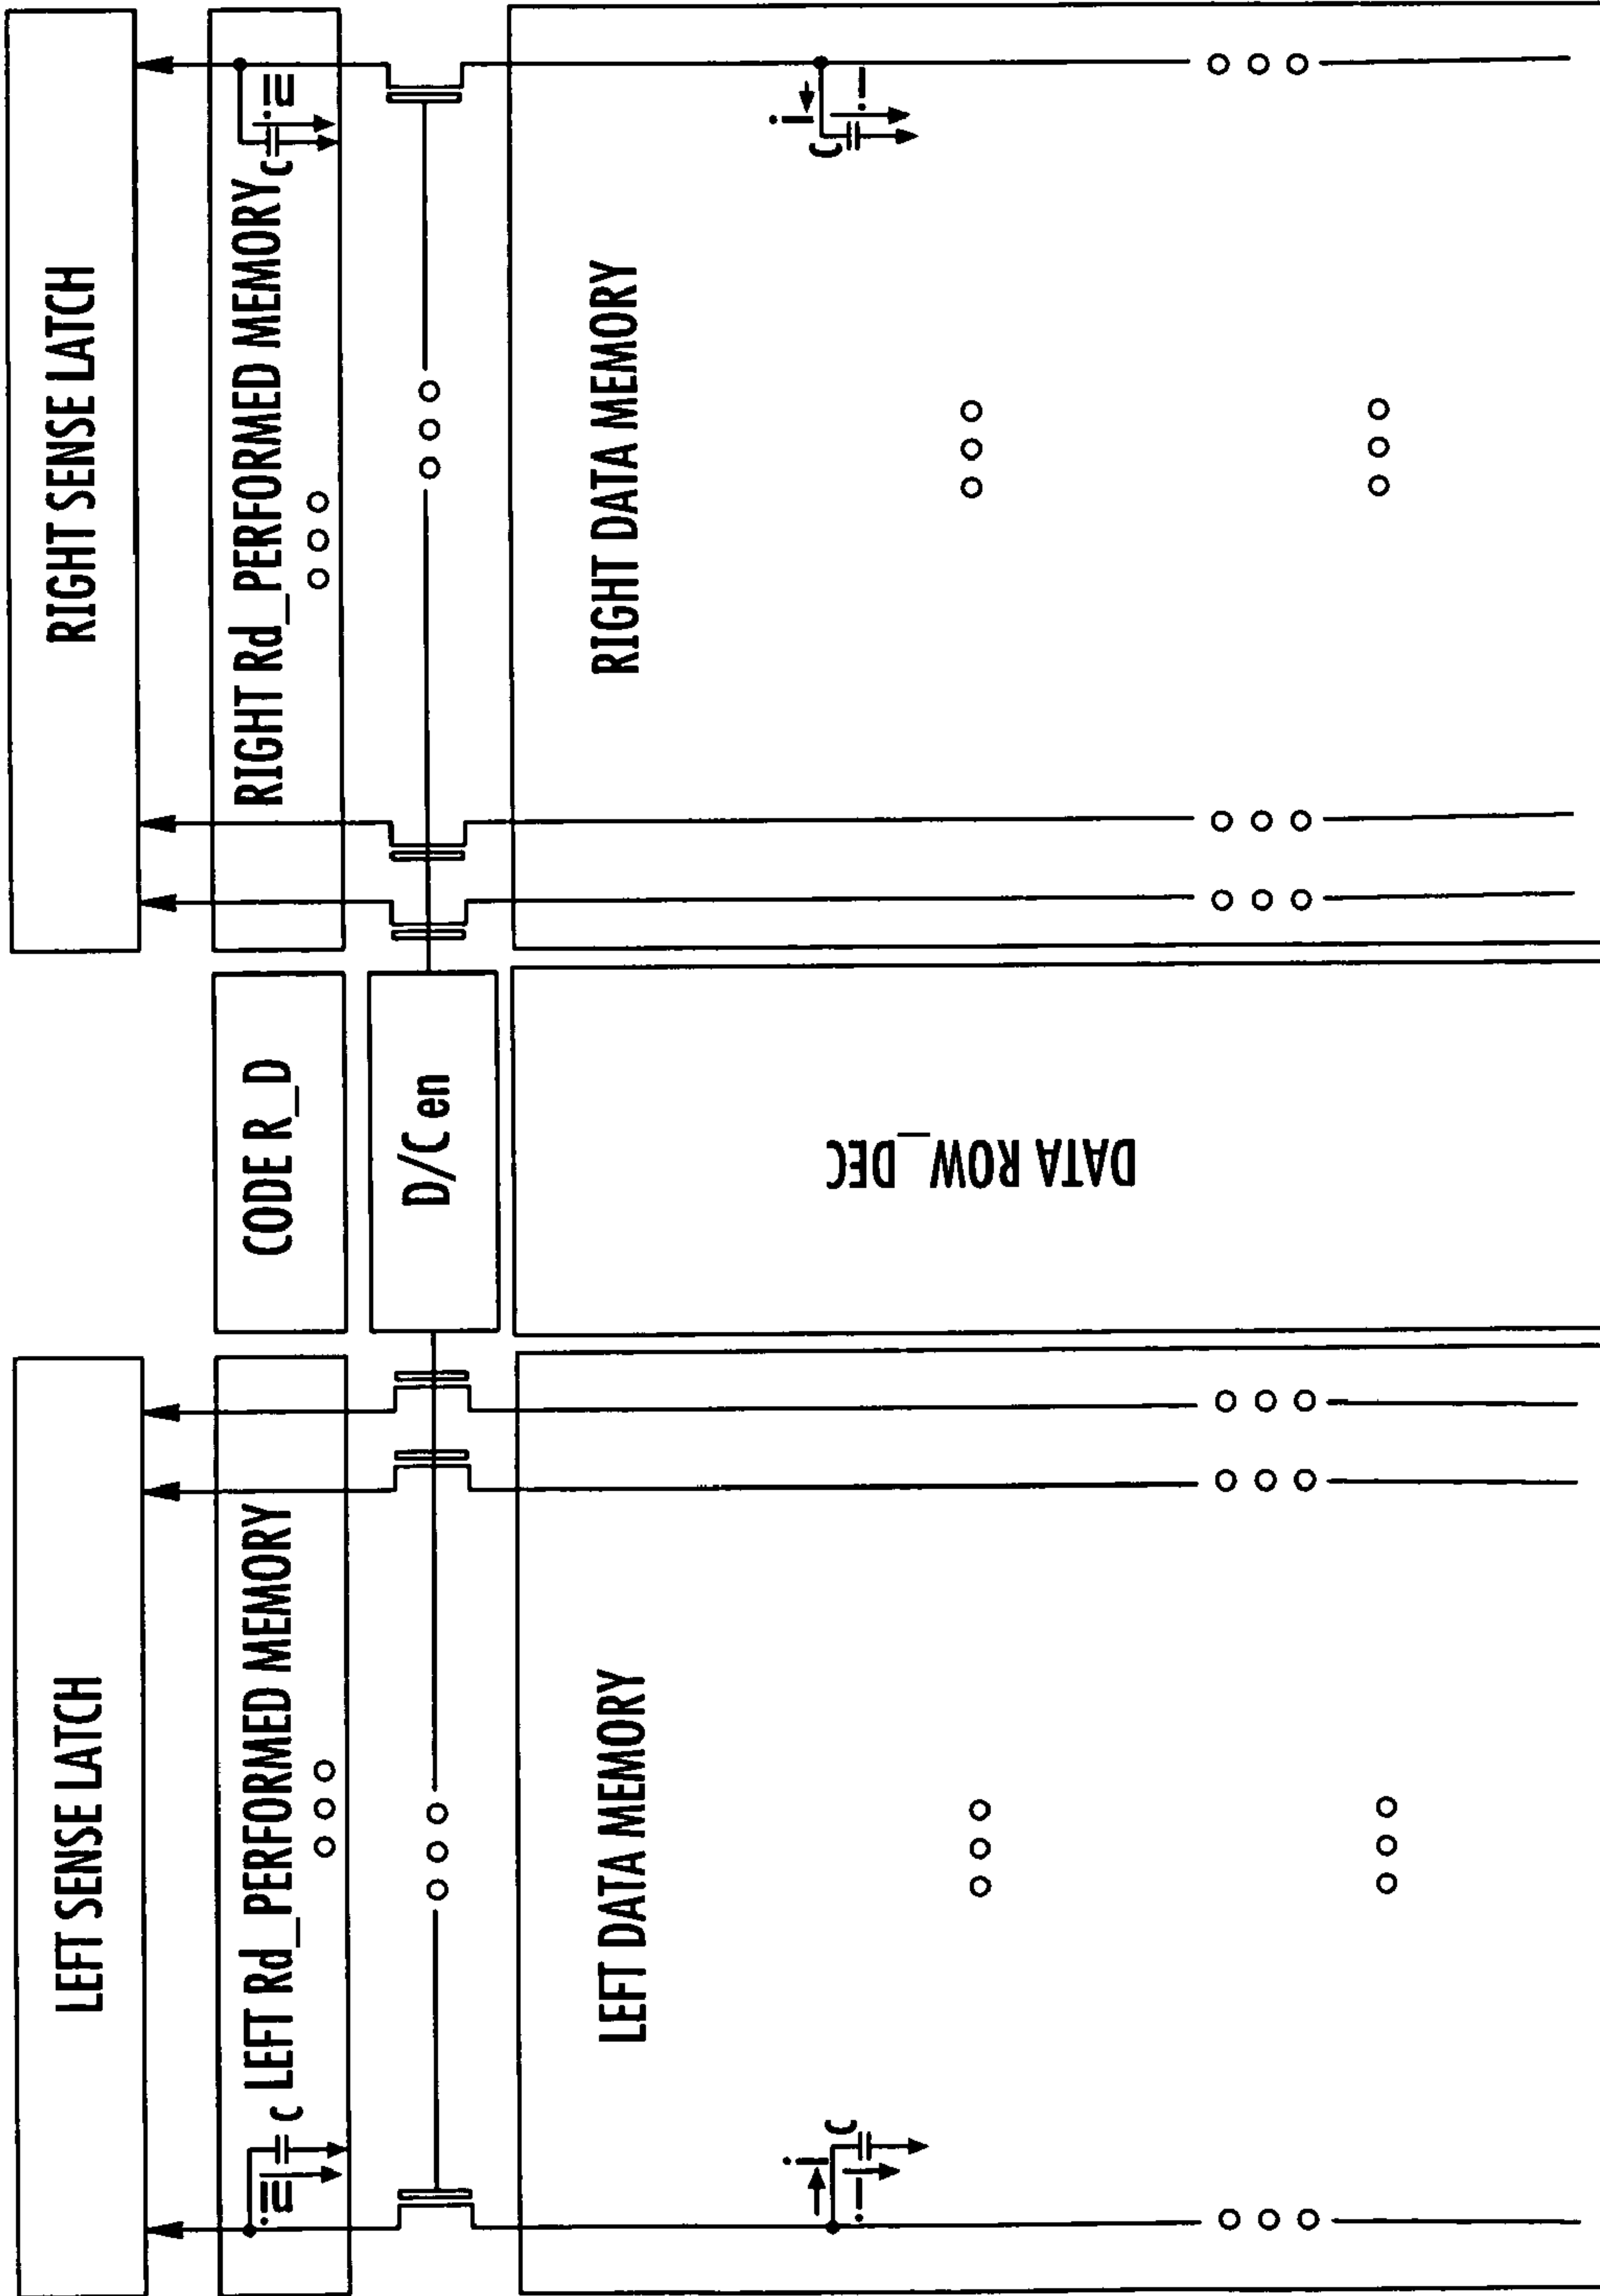 LEFT SENSE LATCH
RIGHT SENSE LATCH
C
LEFT Rd_PERFORMED MEMORY
CODE R_D
RIGHT Rd_PERFORMED MEMORY
C
D/C en
LEFT DATA MEMORY
RIGHT DATA MEMORY
DATA ROW_DEC
i
C
i
C